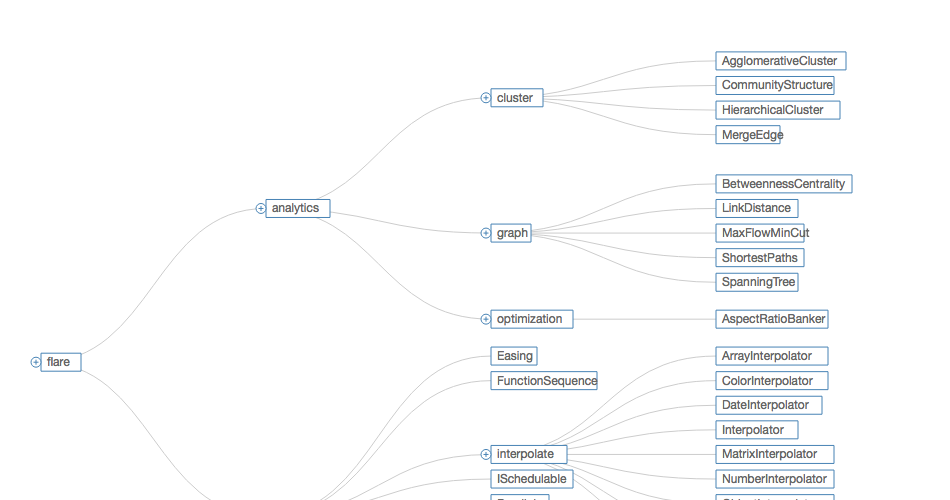 AgglomerativeCluster
CommunityStructure
cluster
HierarchicalCluster
MergeEdge
BetweennessCentrality
analytics
LinkDistance
graph
MaxFlowMinCut
ShortestPaths
SpanningTree
optimization
AspectRatioBanker
flare
Easing
ArrayInterpolator
FunctionSequence
ColorInterpolator
DateInterpolator
Interpolator
interpolate
MatrixInterpolator
ISchedulable
NumberInterpolator